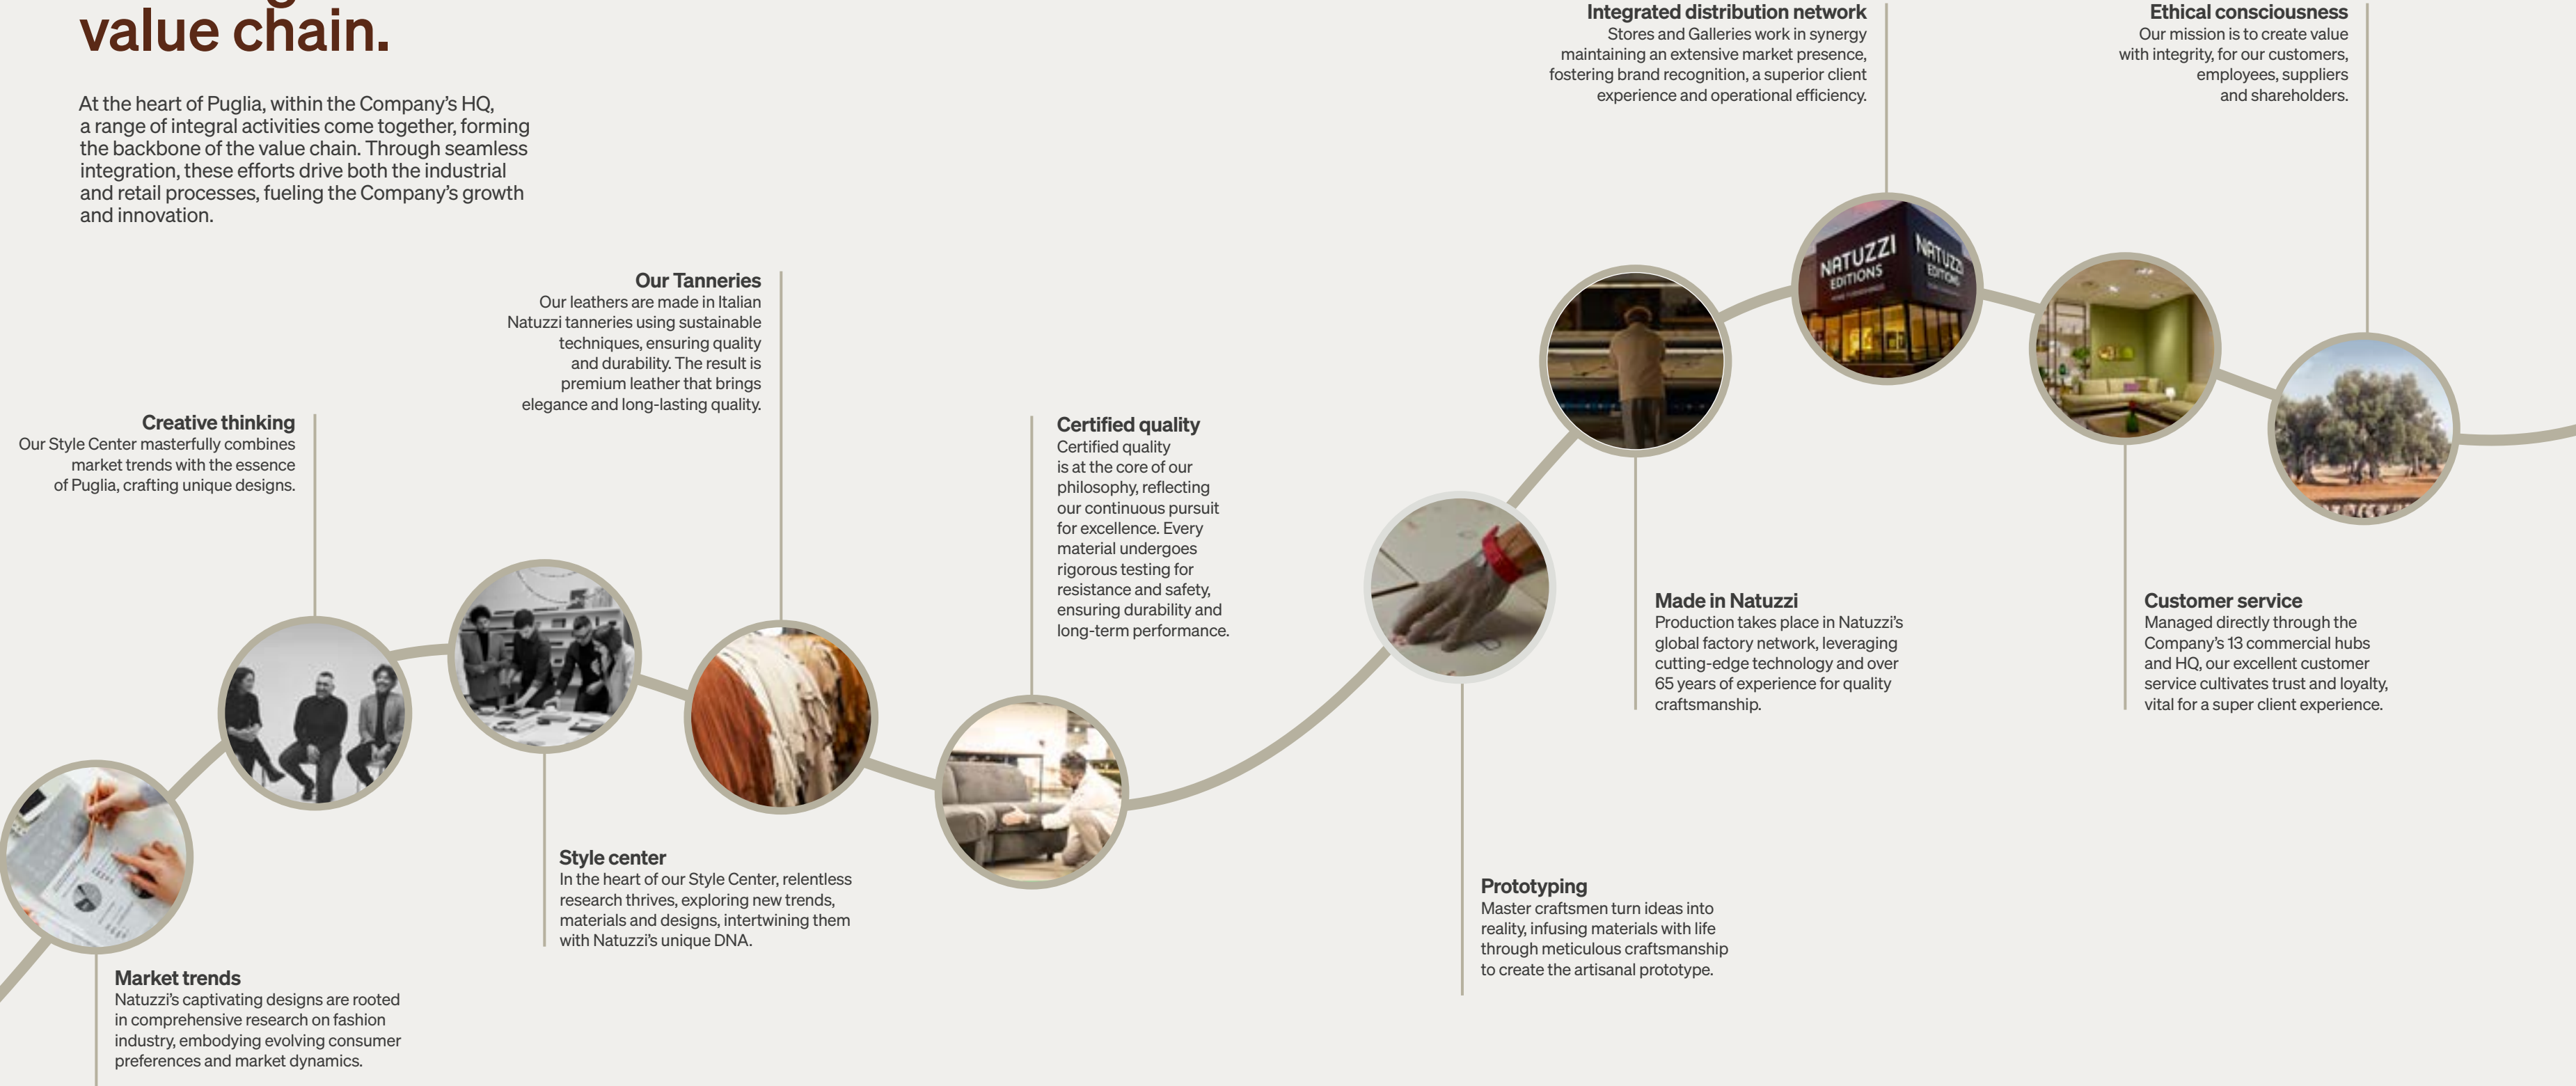 value chain.
At the heart of Puglia, within the Company's HQ,
a range of integral activities come together, forming
the backbone of the value chain. Through seamless
integration, these efforts drive both the industrial
and retail processes, fueling the Company's growth
and innovation.
Market trends
Natuzzi's captivating designs are rooted
in comprehensive research on fashion
industry, embodying evolving consumer
preferences and market dynamics.
Creative thinking
Our Style Center masterfully combines
market trends with the essence
of Puglia, crafting unique designs.
Style center
In the heart of our Style Center, relentless
research thrives, exploring new trends,
materials and designs, intertwining them
with Natuzzi's unique DNA.
Our Tanneries
Our leathers are made in Italian
Natuzzi tanneries using sustainable
techniques, ensuring quality
and durability. The result is
premium leather that brings
elegance and long-lasting quality.
Certified quality
Certified quality
is at the core of our
philosophy, reflecting
our continuous pursuit
for excellence. Every
material undergoes
rigorous testing for
resistance and safety,
ensuring durability and
long-term performance.
Prototyping
Master craftsmen turn ideas into
reality, infusing materials with life
through meticulous craftsmanship
to create the artisanal prototype.
Made in Natuzzi
Production takes place in Natuzzi's
global factory network, leveraging
cutting-edge technology and over
65 years of experience for quality
craftsmanship.
Integrated distribution network
Stores and Galleries work in synergy
maintaining an extensive market presence,
fostering brand recognition, a superior client
experience and operational efficiency.
NATUZZI
EDITIONS
NATUZZI
EDITIONS
Customer service
Managed directly through the
Company's 13 commercial hubs
and HQ, our excellent customer
service cultivates trust and loyalty,
vital for a super client experience.
Ethical consciousness
Our mission is to create value
with integrity, for our customers,
employees, suppliers
and shareholders.